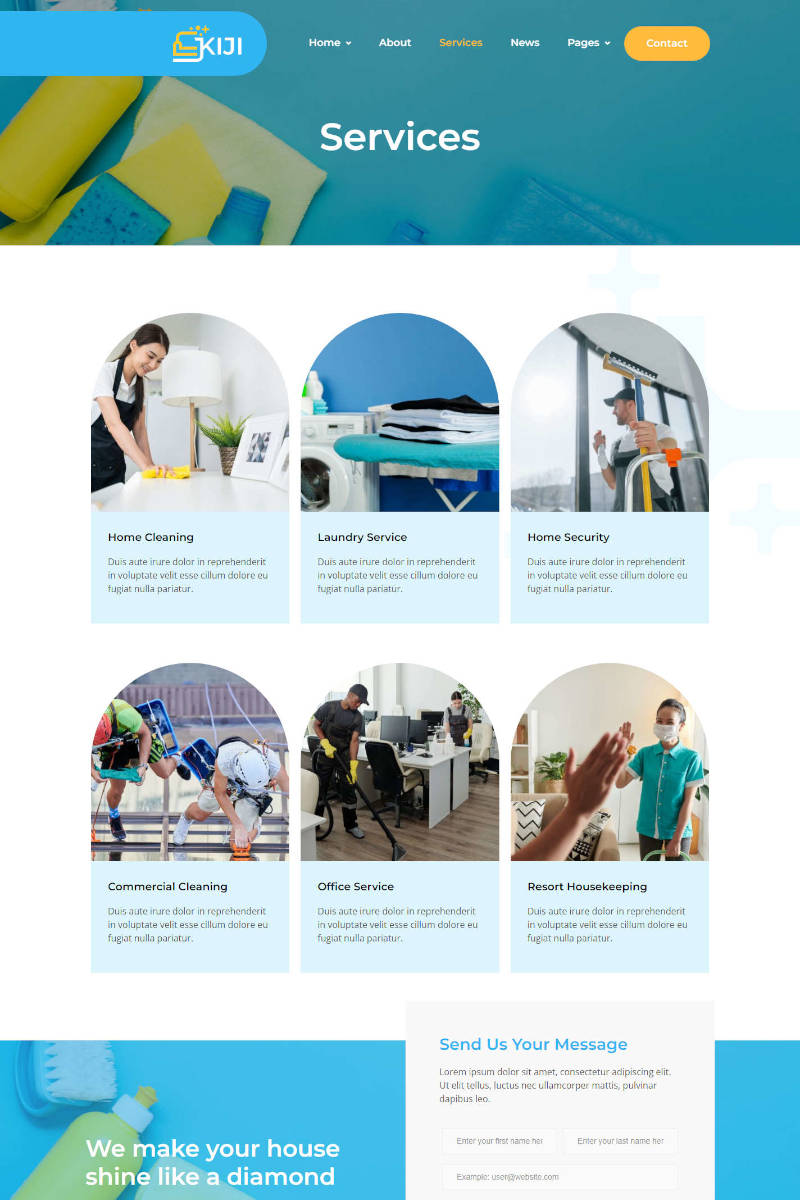 KIJI
Home
About
Services
News
Pages
Contact
Services
Home Cleaning
Duis aute irure dolor in reprehenderit
in voluptate velit esse cillum dolore eu
fugiat nulla pariatur.
Laundry Service
Duis aute irure dolor in reprehenderit
in voluptate velit esse cillum dolore eu
fugiat nulla pariatur.
Home Security
Duis aute irure dolor in reprehenderit
in voluptate velit esse cillum dolore eu
fugiat nulla pariatur.
Commercial Cleaning
Duis aute irure dolor in reprehenderit
in voluptate velit esse cillum dolore eu
fugiat nulla pariatur.
Office Service
Duis aute irure dolor in reprehenderit
in voluptate velit esse cillum dolore eu
fugiat nulla pariatur.
Resort Housekeeping
Duis aute irure dolor in reprehenderit
in voluptate velit esse cillum dolore eu
fugiat nulla pariatur.
We make your house
shine like a diamond
Send Us Your Message
Lorem ipsum dolor sit amet, consectetur adipiscing elit.
Ut elit tellus, luctus nec ullamcorper mattis, pulvinar
dapibus leo.
Enter your first name her
Enter your last name her
Example: user@website.com